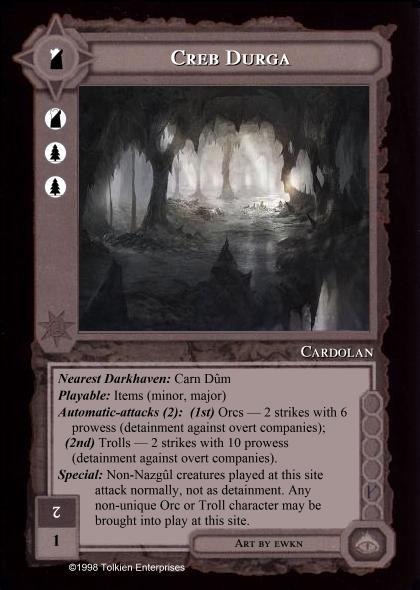 CREB DURGA
CARDOLAN
Nearest Darkhaven: Carn Dûm
Playable: Items (minor, major)
Automatic-attacks (2): (1st) Orcs — 2 strikes with 6
prowess (detainment against overt companies);
(2nd) Trolls — 2 strikes with 10 prowess
(detainment against overt companies).
Special: Non-Nazgûl creatures played at this site
attack normally, not as detainment. Any
non-unique Orc or Troll character may be
brought into play at this site.
2
1
ART BY EWKN
©1998 Tolkien Enterprises